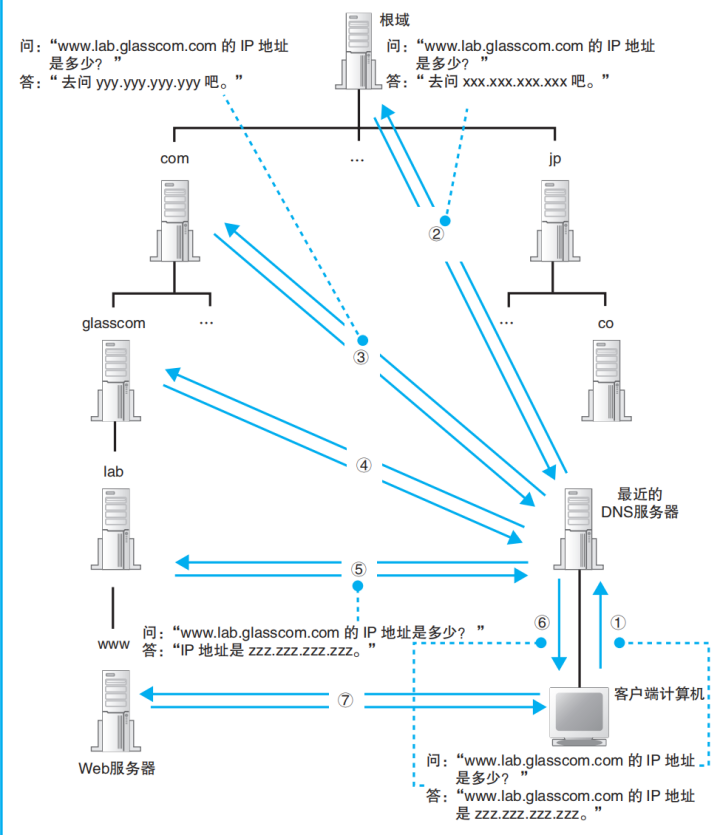 根域
问：“www.lab.glasscom.com 的 IP 地址
是多少？ ”
答：“ 去问 yyy.yyy.yyy.yyy 吧。”
问：“www.lab.glasscom.com 的 IP 地址
是多少？ ”
答：“ 去问 xxx.xxx.xxx.xxx 吧。”
com
...
jp
②
glasscom
...
...
co
③
④
lab
最近的
DNS服务器
⑤
⑥
①
www
问：“www.lab.glasscom.com 的 IP 地址是多少？ ”
答：“IP 地址是 zzz.zzz.zzz.zzz。”
⑦
客户端计算机
Web服务器
问：“www.lab.glasscom.com 的 IP 地址
是多少？ ”
答：“www.lab.glasscom.com 的 IP 地址
是 zzz.zzz.zzz.zzz。”